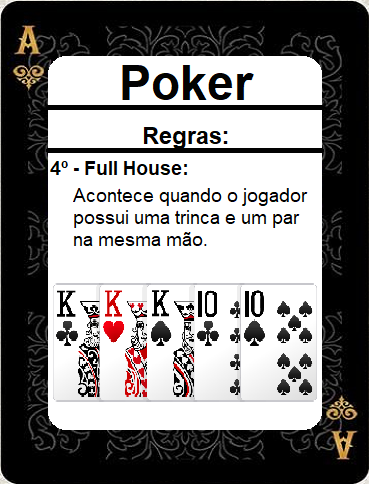 A
Poker
Regras:
4º - Full House:
Acontece quando o jogador
possui uma trinca e um par
na mesma mão.
K K K 10 10
A